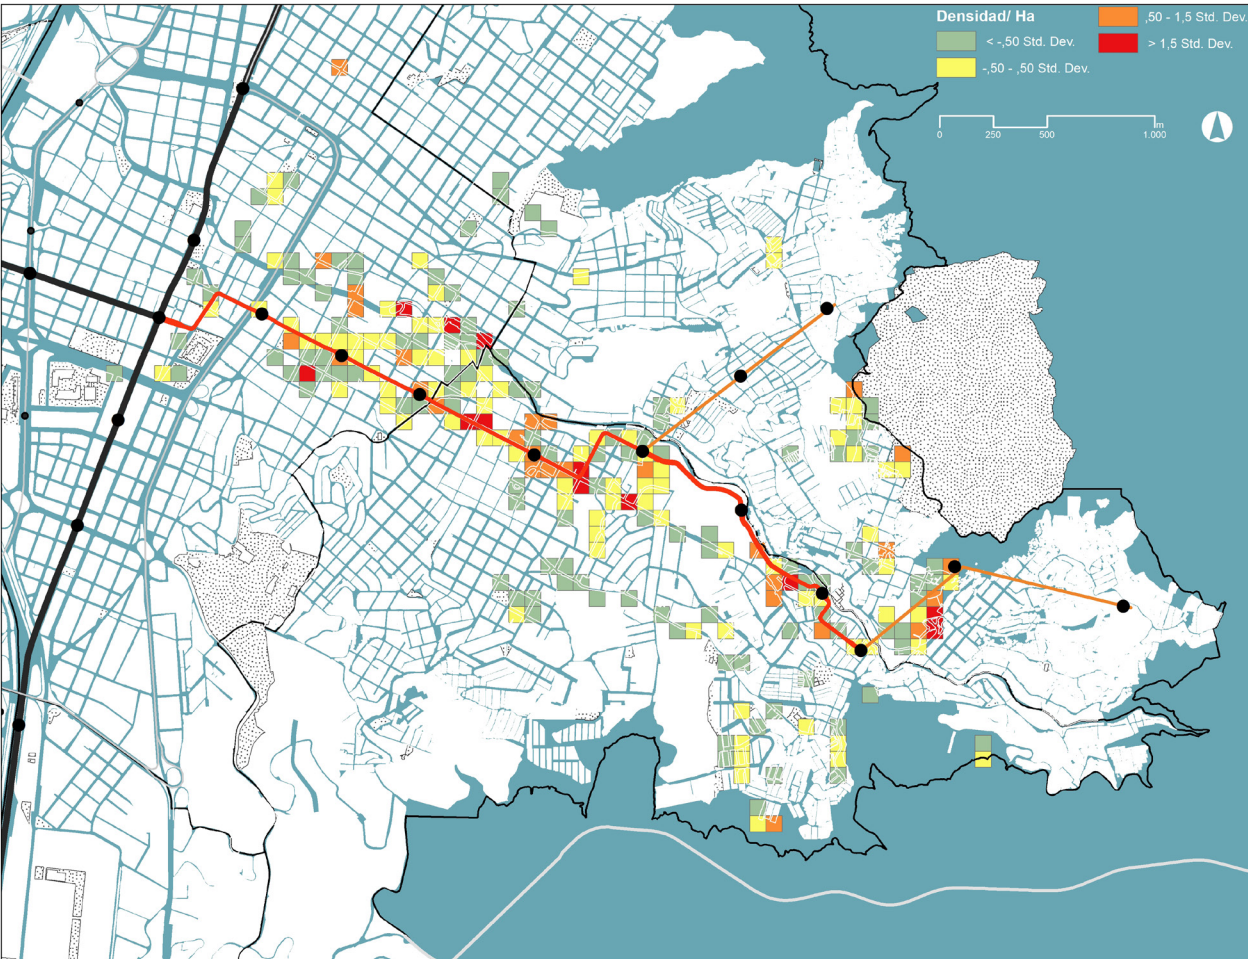 Densidad/ Ha
< -,50 Std. Dev.
-,50 - ,50 Std. Dev.
,50 - 1,5 Std. Dev.
> 1,5 Std. Dev.
m
0 250 500 1.000